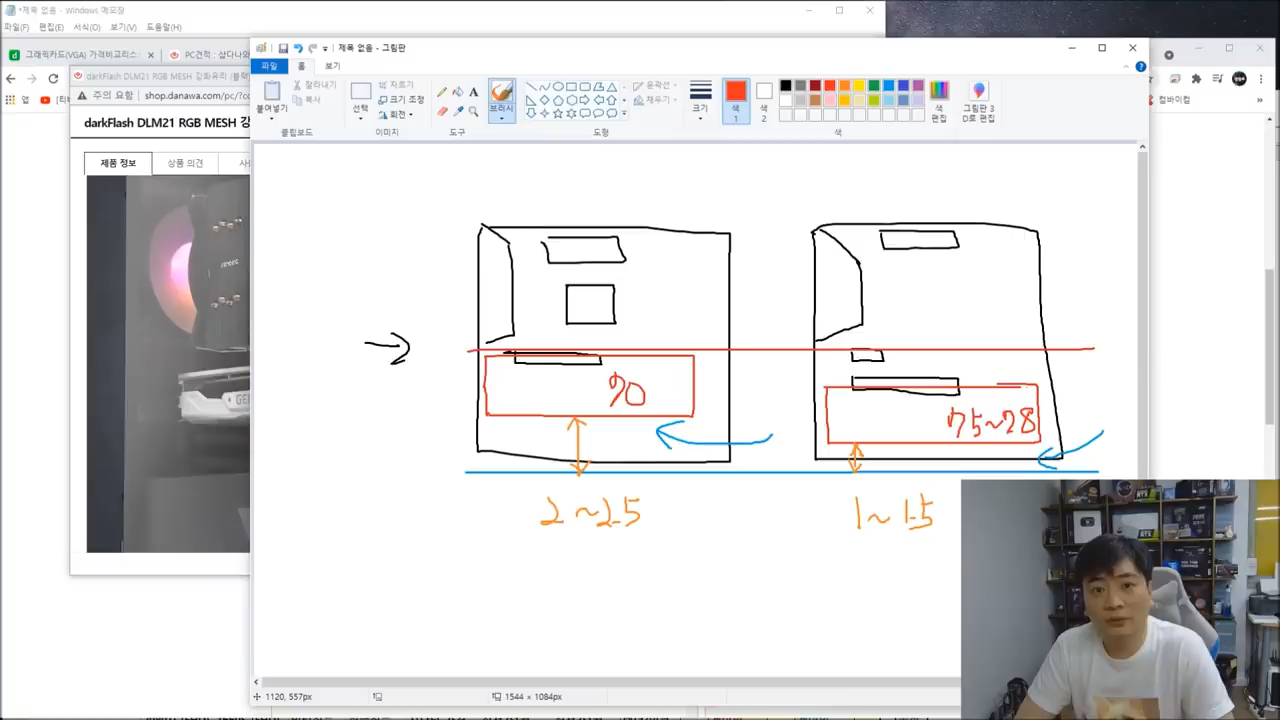 *제목 없음 - Windows 메모장
파일(F) 편집(E) 서식(O) 보기(V) 도움말(H)
그래픽카드(VGA) 가격비교리스
PC견적 : 샵다나와
darkFlash DLM21 RGB MESH 강화유리 (블랙
주의 요함
shop.danawa.com/pc/?cc
앱
컴바이컴
darkFlash DLM21 RGB MESH 강
제품 정보 상품 의견
제목 없음 - 그림판
파일 홈 보기
붙여넣기
잘라내기
복사
클립보드
선택
자르기
크기 조정
회전
이미지
A
도구
브러시
윤곽선
채우기
도형
크기
색 1
색 2
색 편집
그림판 3D로 편집
색
90
75~78
2 ~ 2.5
1 ~ 1.5
1120, 557px
1544 × 1084px